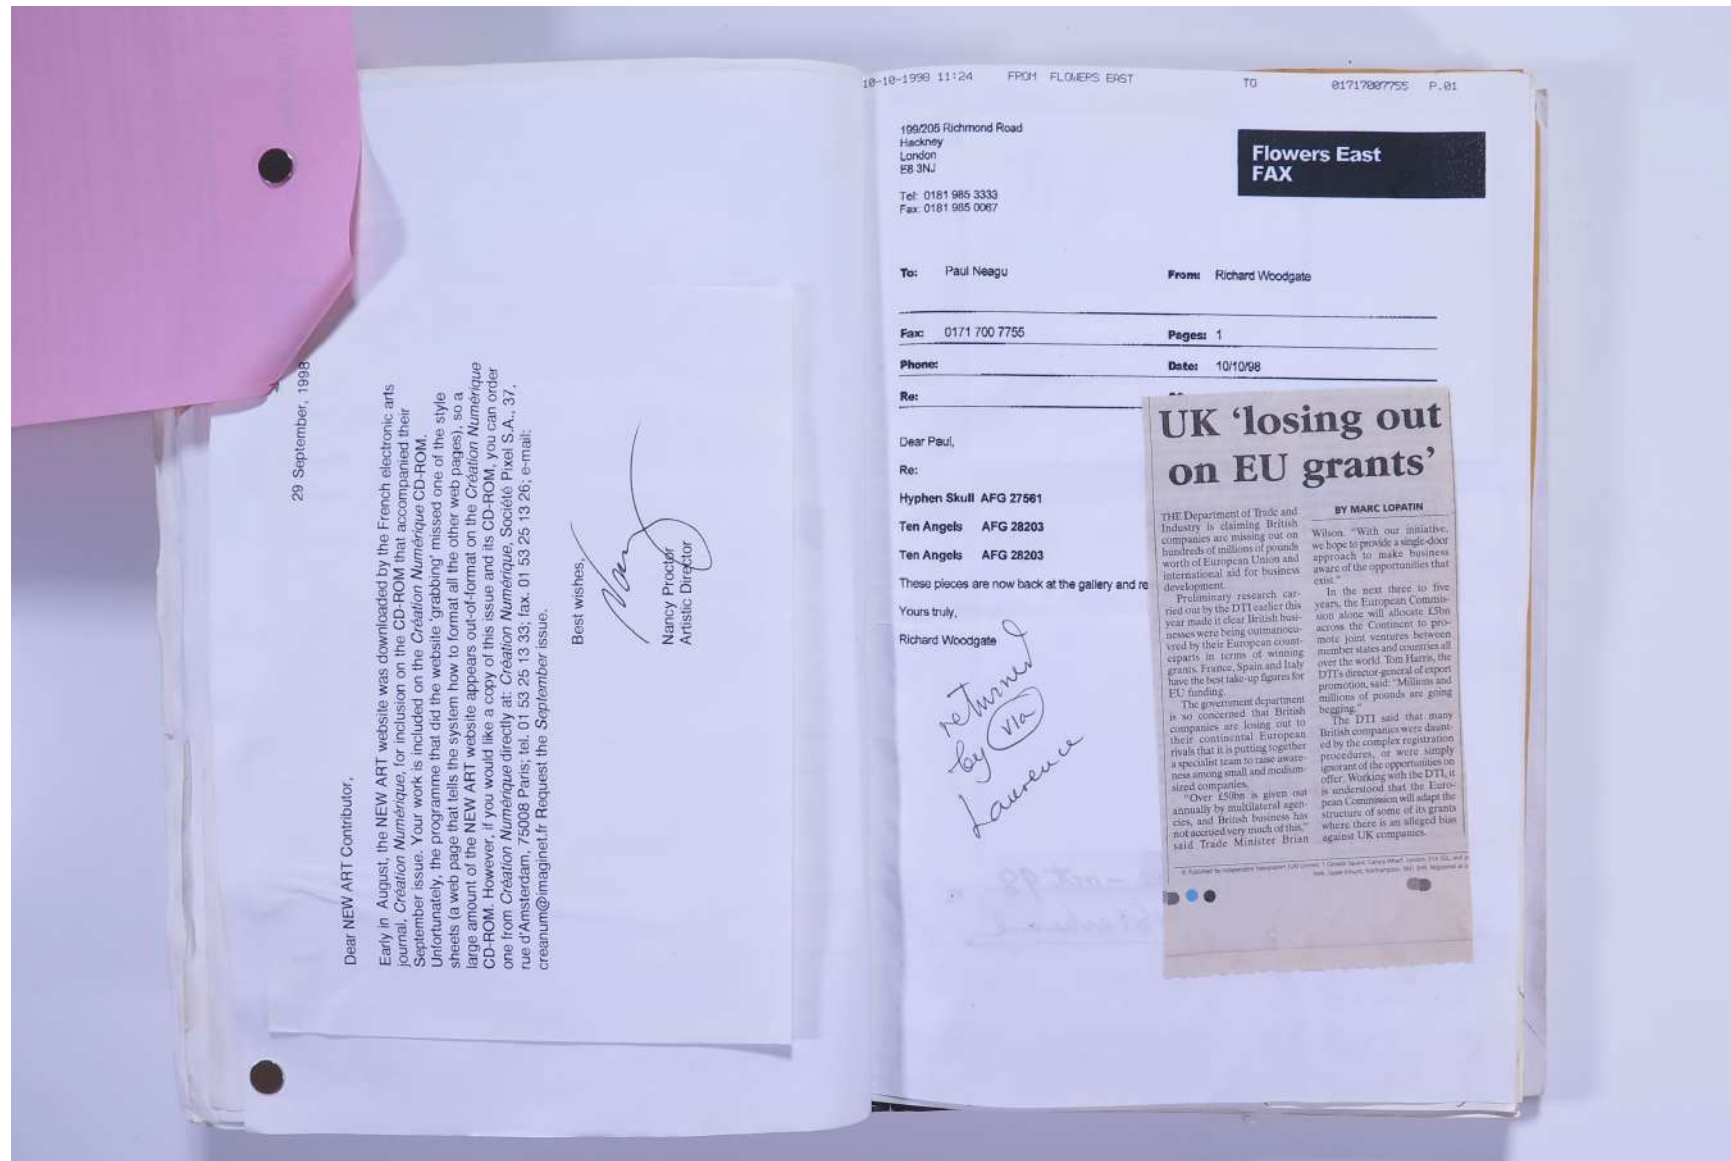 29 September, 1998
Dear NEW ART Contributor,
Early in August, the NEW ART website was downloaded by the French electronic arts
journal, Création Numérique, for inclusion on the CD-ROM that accompanied their
September issue. Your work is included on the Création Numérique CD-ROM.
Unfortunately, the programme that did the website 'grabbing' missed one of the style
sheets (a web page that tells the system how to format all the other web pages), so a
large amount of the NEW ART website appears out-of-format on the Création Numérique
CD-ROM. However, if you would like a copy of this issue and its CD-ROM, you can order
one from Création Numérique directly at: Création Numérique, Société Pixel S.A., 37,
rue d'Amsterdam, 75008 Paris; tel. 01 53 25 13 33; fax. 01 53 25 13 26; e-mail:
creanum@imaginet.fr Request the September issue.
Best wishes,
Nancy
Nancy Proctor
Artistic Director
10-10-1998 11:24 FROM FLOWERS EAST TO 01717007755 P.01
199/205 Richmond Road
Hackney
London
E8 3NJ
Tel: 0181 985 3333
Fax: 0181 985 0067
Flowers East
FAX
To: Paul Neagu From: Richard Woodgate
Fax: 0171 700 7755 Pages: 1
Phone: Date: 10/10/98
Re:
Dear Paul,
Re:
Hyphen Skull AFG 27561
Ten Angels AFG 28203
Ten Angels AFG 28203
These pieces are now back at the gallery and re
Yours truly,
Richard Woodgate
returned
by via
Laurence
UK 'losing out
on EU grants'
THE Department of Trade and
Industry is claiming British
companies are missing out on
hundreds of millions of pounds
worth of European Union and
international aid for business
development.
Preliminary research car-
ried out by the DTI earlier this
year made it clear British busi-
nesses were being outmanoeu-
vred by their European count-
erparts in terms of winning
grants. France, Spain and Italy
have the best take-up figures for
EU funding.
The government department
is so concerned that British
companies are losing out to
their continental European
rivals that it is putting together
a specialist team to raise aware-
ness among small and medium-
sized companies.
"Over £50bn is given out
annually by multilateral agen-
cies, and British business has
not accrued very much of this,"
said Trade Minister Brian
BY MARC LOPATIN
Wilson. "With our initiative,
we hope to provide a single-door
approach to make business
aware of the opportunities that
exist."
In the next three to five
years, the European Commis-
sion alone will allocate £5bn
across the Continent to pro-
mote joint ventures between
member states and countries all
over the world. Tom Harris, the
DTI's director-general of export
promotion, said: "Millions and
millions of pounds are going
begging."
The DTI said that many
British companies were daunt-
ed by the complex registration
procedures, or were simply
ignorant of the opportunities on
offer. Working with the DTI, it
is understood that the Euro-
pean Commission will adapt the
structure of some of its grants
where there is an alleged bias
against UK companies.